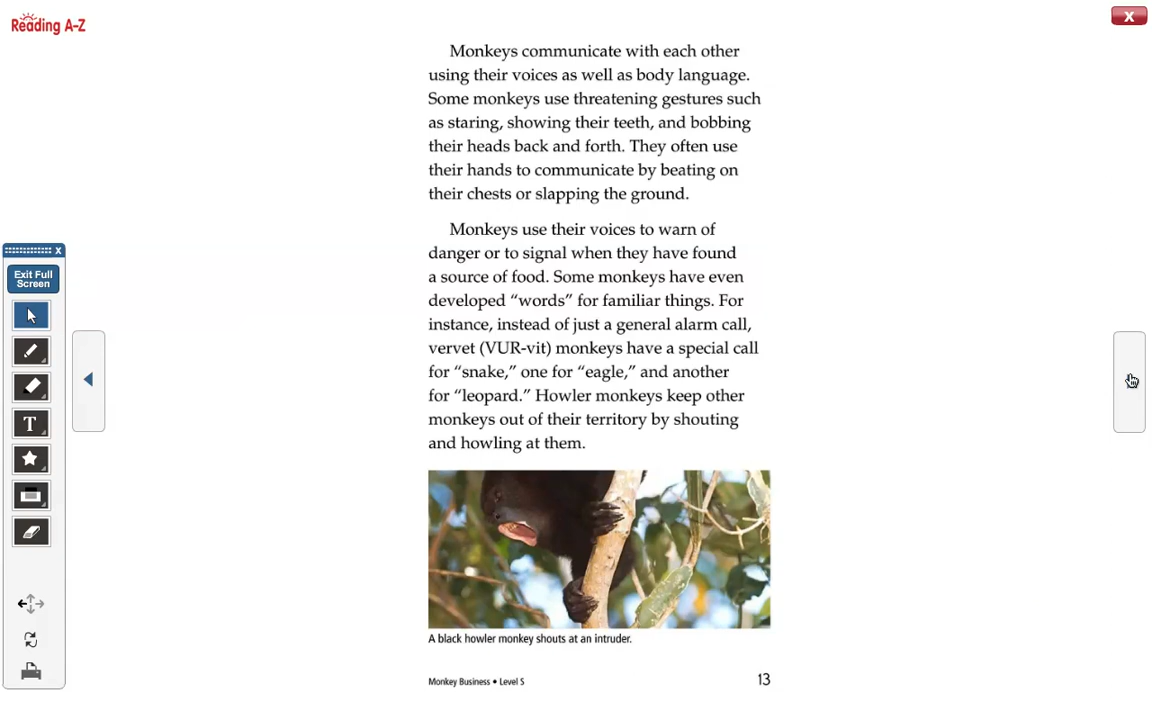 Reading A-Z
X
Monkeys communicate with each other
using their voices as well as body language.
Some monkeys use threatening gestures such
as staring, showing their teeth, and bobbing
their heads back and forth. They often use
their hands to communicate by beating on
their chests or slapping the ground.
Monkeys use their voices to warn of
danger or to signal when they have found
a source of food. Some monkeys have even
developed “words” for familiar things. For
instance, instead of just a general alarm call,
vervet (VUR-vit) monkeys have a special call
for “snake,” one for “eagle,” and another
for “leopard.” Howler monkeys keep other
monkeys out of their territory by shouting
and howling at them.
x
Exit Full
Screen
T
A black howler monkey shouts at an intruder.
Monkey Business • Level S
13